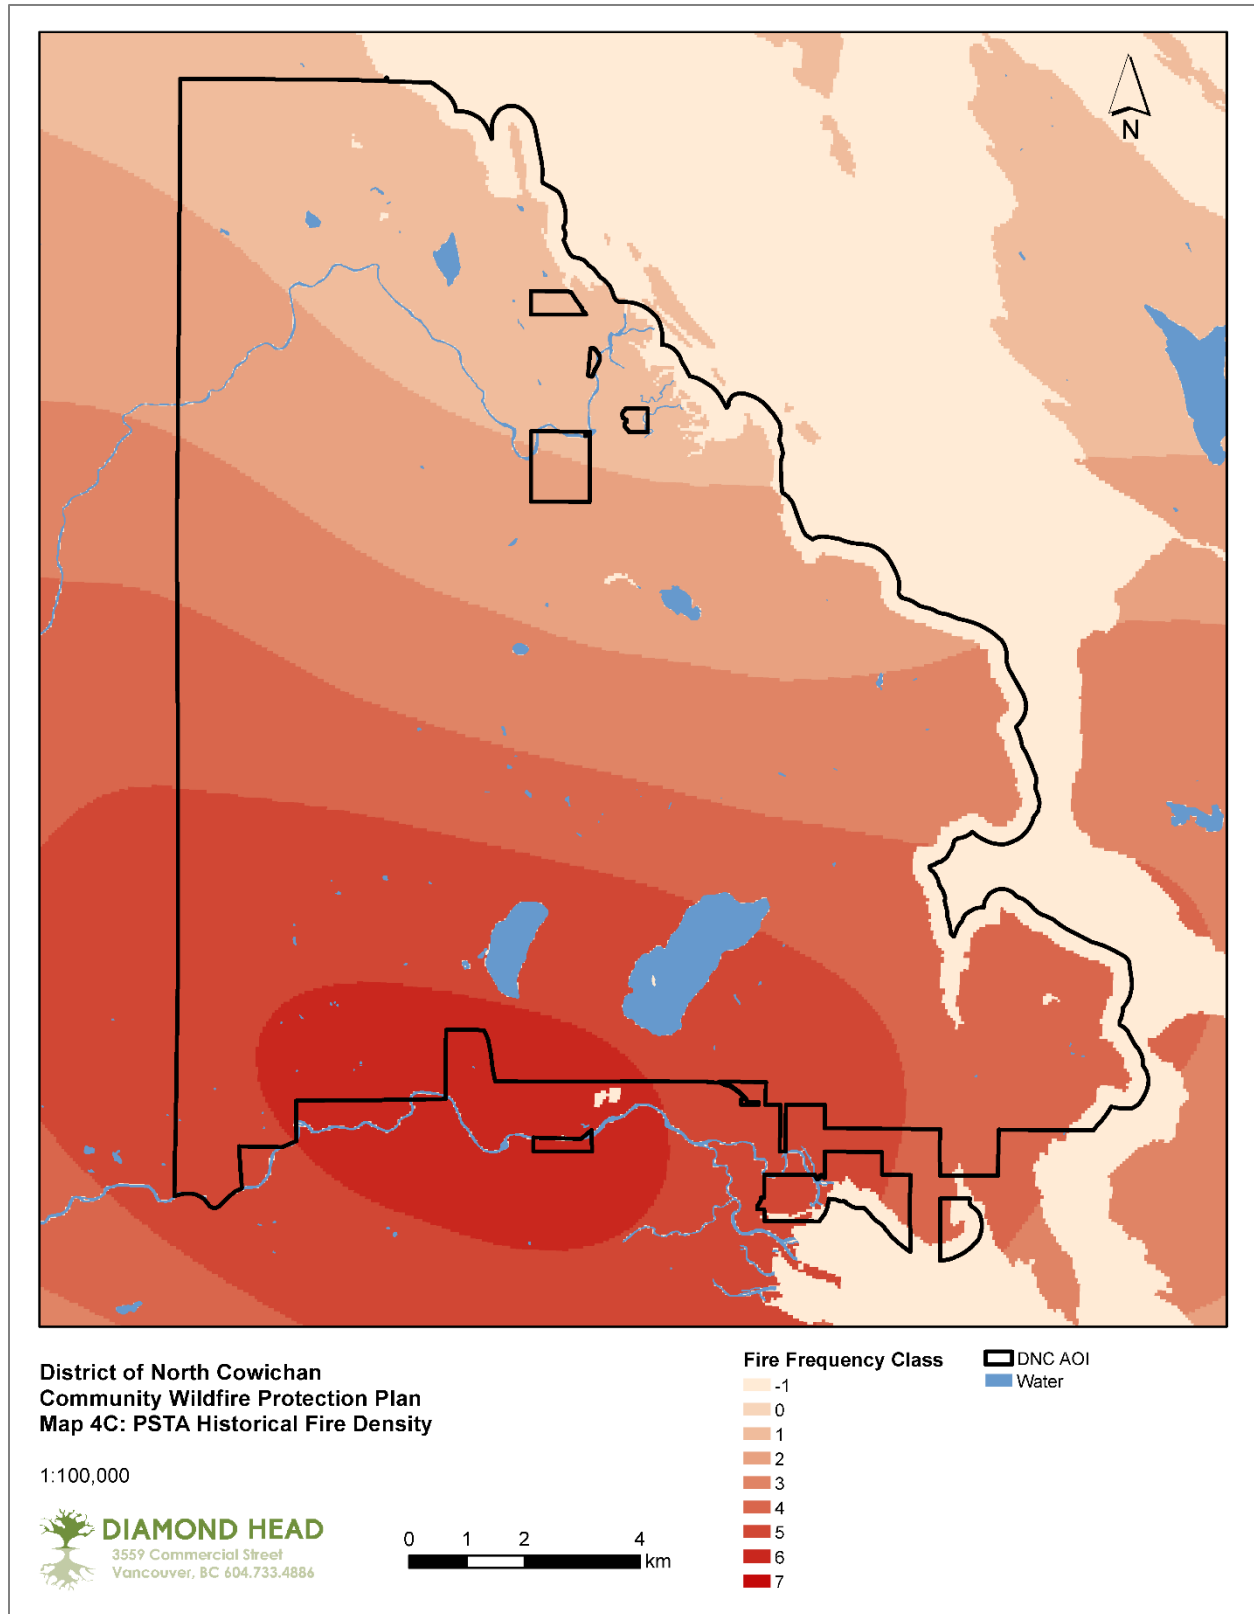 N
District of North Cowichan
Community Wildfire Protection Plan
Map 4C: PSTA Historical Fire Density
1:100,000
DIAMOND HEAD
3559 Commercial Street
Vancouver, BC 604.733.4886
0 1 2 4
km
Fire Frequency Class
-1
0
1
2
3
4
5
6
7
DNC AOI
Water